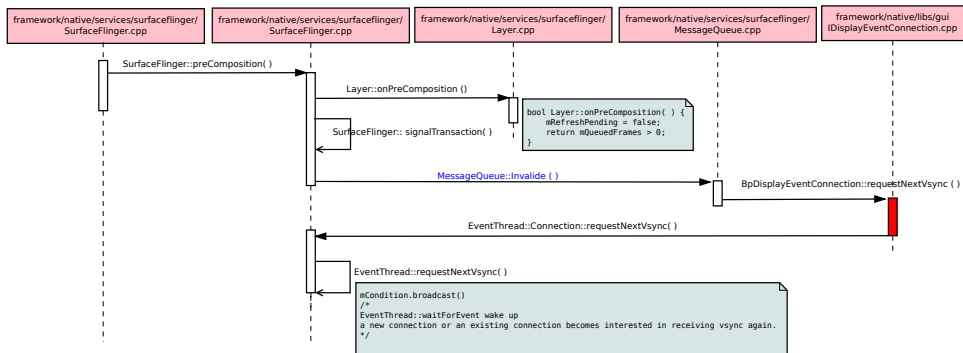 framework/native/services/surfaceflinger/
SurfaceFlinger.cpp
framework/native/services/surfaceflinger/
SurfaceFlinger.cpp
framework/native/services/surfaceflinger/
Layer.cpp
framework/native/services/surfaceflinger/
MessageQueue.cpp
framework/native/libs/gui
IDisplayEventConnection.cpp
SurfaceFlinger::preComposition( )
Layer::onPreComposition ()
bool Layer::onPreComposition( ) {
mRefreshPending = false;
return mQueuedFrames > 0;
}
SurfaceFlinger:: signalTransaction( )
MessageQueue::Invalide ( )
BpDisplayEventConnection::requestNextVsync ( )
EventThread::Connection::requestNextVsync( )
EventThread::requestNextVsync( )
mCondition.broadcast()
/*
EventThread::waitForEvent wake up
a new connection or an existing connection becomes interested in receiving vsync again.
*/